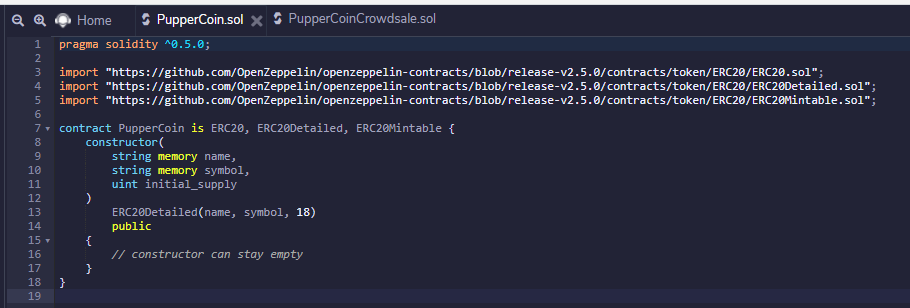 Home PupperCoin.sol PupperCoinCrowdsale.sol
1 pragma solidity ^0.5.0;
2
3 import "https://github.com/OpenZeppelin/openzeppelin-contracts/blob/release-v2.5.0/contracts/token/ERC20/ERC20.sol";
4 import "https://github.com/OpenZeppelin/openzeppelin-contracts/blob/release-v2.5.0/contracts/token/ERC20/ERC20Detailed.sol";
5 import "https://github.com/OpenZeppelin/openzeppelin-contracts/blob/release-v2.5.0/contracts/token/ERC20/ERC20Mintable.sol";
6
7 contract PupperCoin is ERC20, ERC20Detailed, ERC20Mintable {
8     constructor(
9         string memory name,
10         string memory symbol,
11         uint initial_supply
12     )
13         ERC20Detailed(name, symbol, 18)
14         public
15     {
16         // constructor can stay empty
17     }
18 }
19